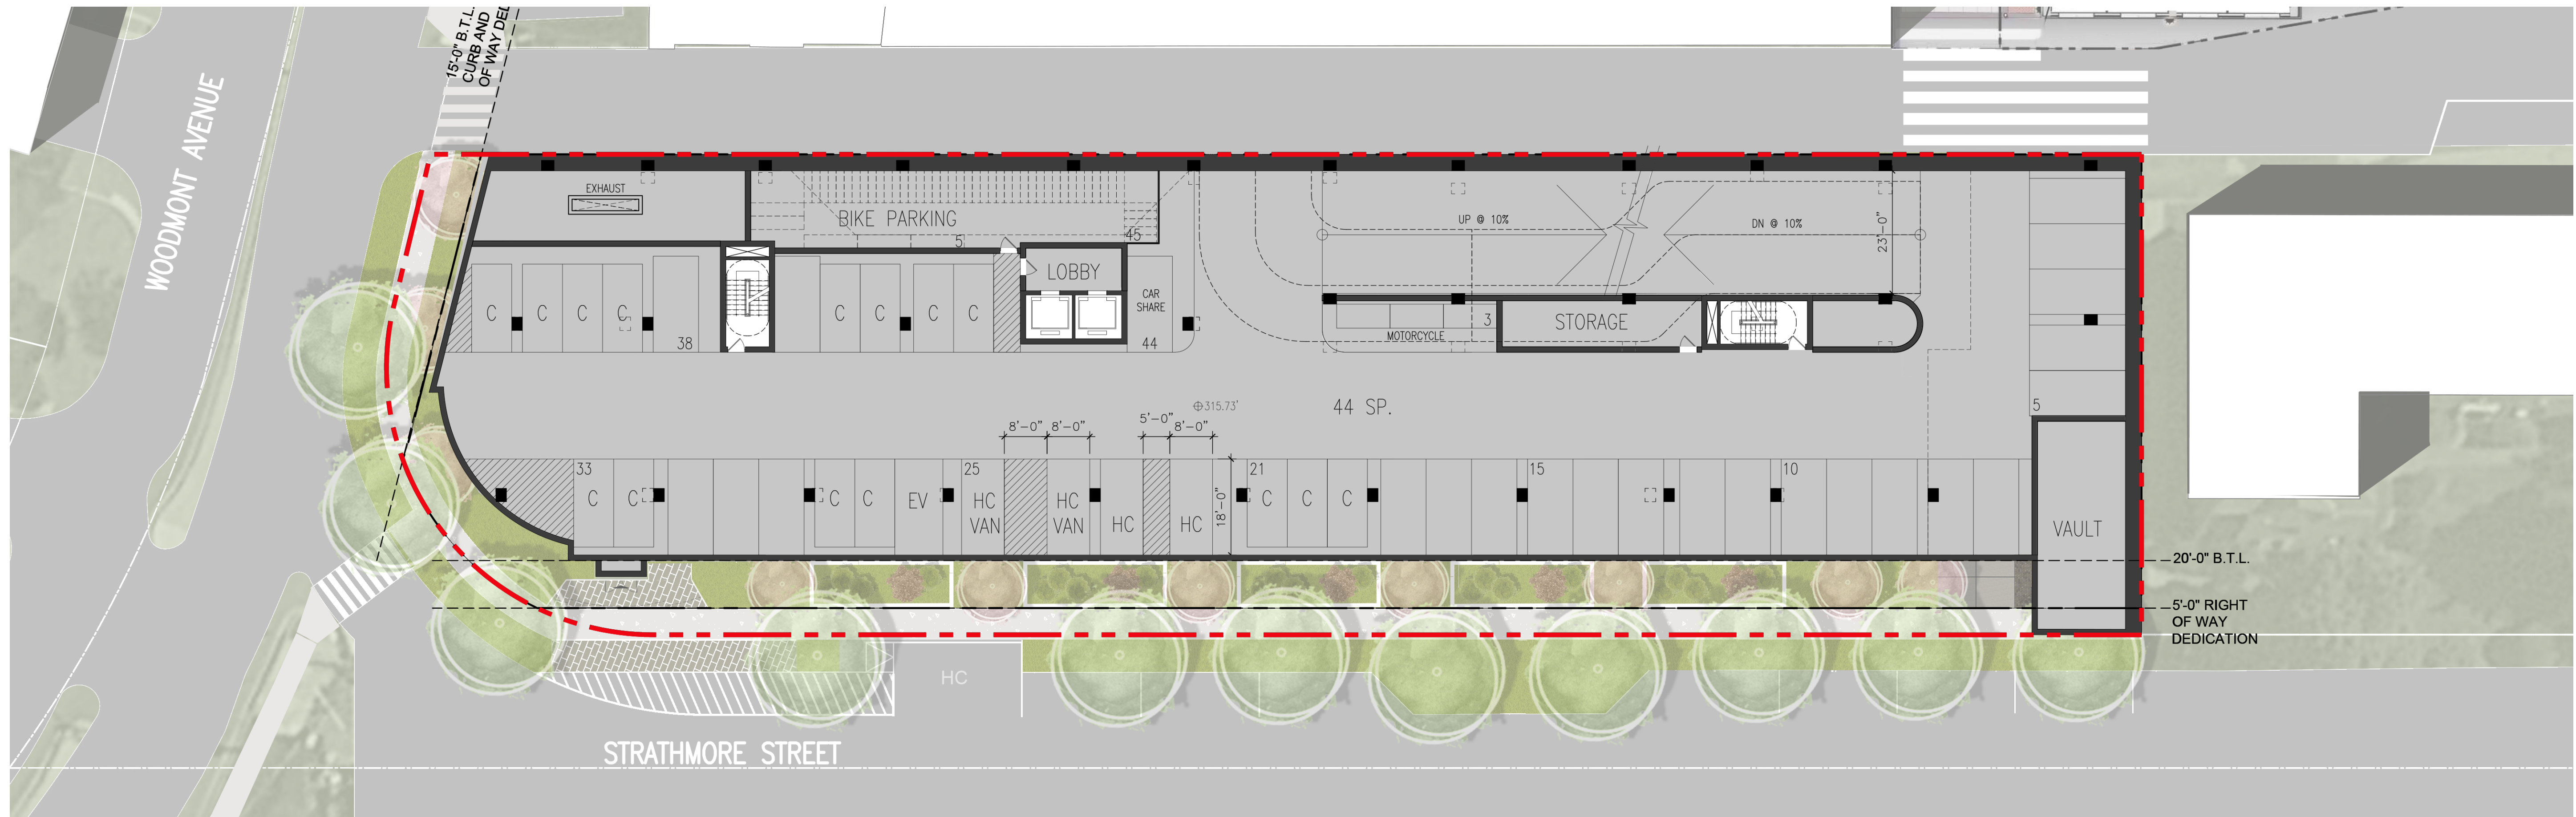 15'-0" B.T.L.
CURB AND
OF WAY DEL
WOODMONT AVENUE
EXHAUST
BIKE PARKING
5
45
UP @ 10%
DN @ 10%
23'-0"
LOBBY
CAR
SHARE
44
C
C
C
C
38
C
C
C
C
3
MOTORCYCLE
STORAGE
5
315.73'
44 SP.
8'-0"
8'-0"
5'-0"
8'-0"
33
C
C
C
C
EV
25
HC
VAN
HC
VAN
HC
HC
18'-0"
21
C
C
C
15
10
VAULT
20'-0" B.T.L.
5'-0" RIGHT
OF WAY
DEDICATION
HC
STRATHMORE STREET